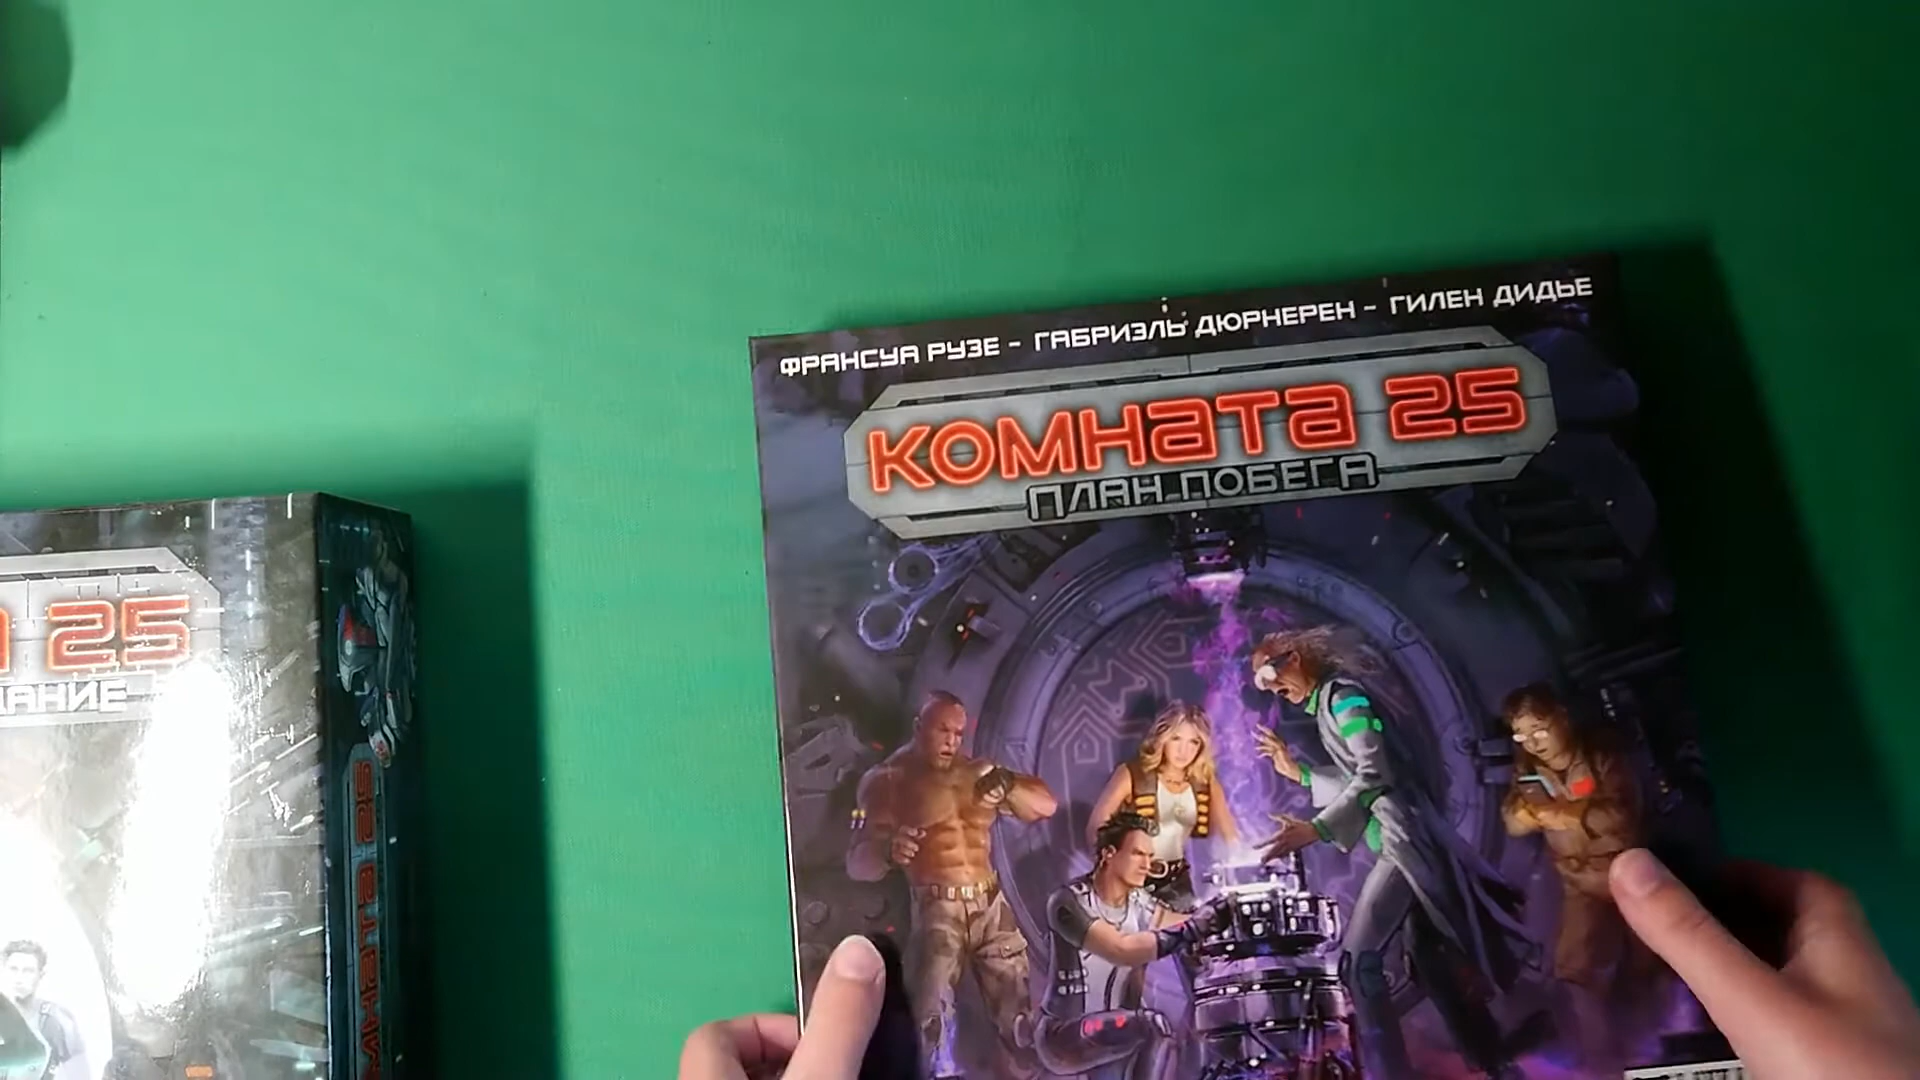 ФРАНСУА РУЗЕ - ГАБРИЭЛЬ ДЮРНЕРЕН - ГИЛЕН ДИДЬЕ
КОМНАТА 25
ПЛАН ПОБЕГА
25
КОМНАТА 25